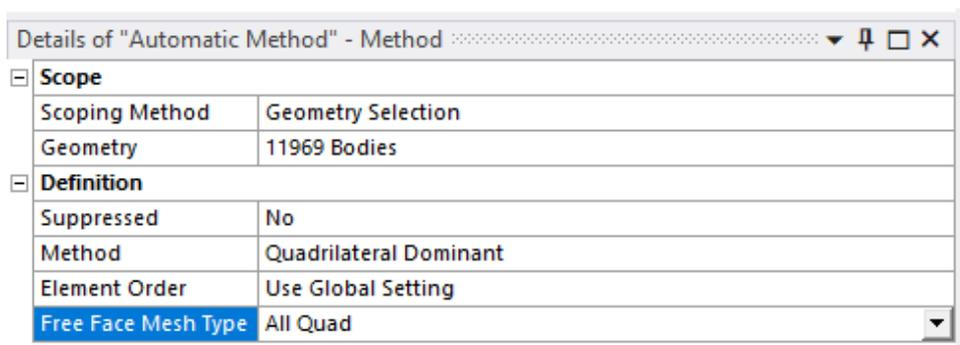 Details of "Automatic Method" - Method
Scope
Scoping Method Geometry Selection
Geometry 11969 Bodies
Definition
Suppressed No
Method Quadrilateral Dominant
Element Order Use Global Setting
Free Face Mesh Type All Quad